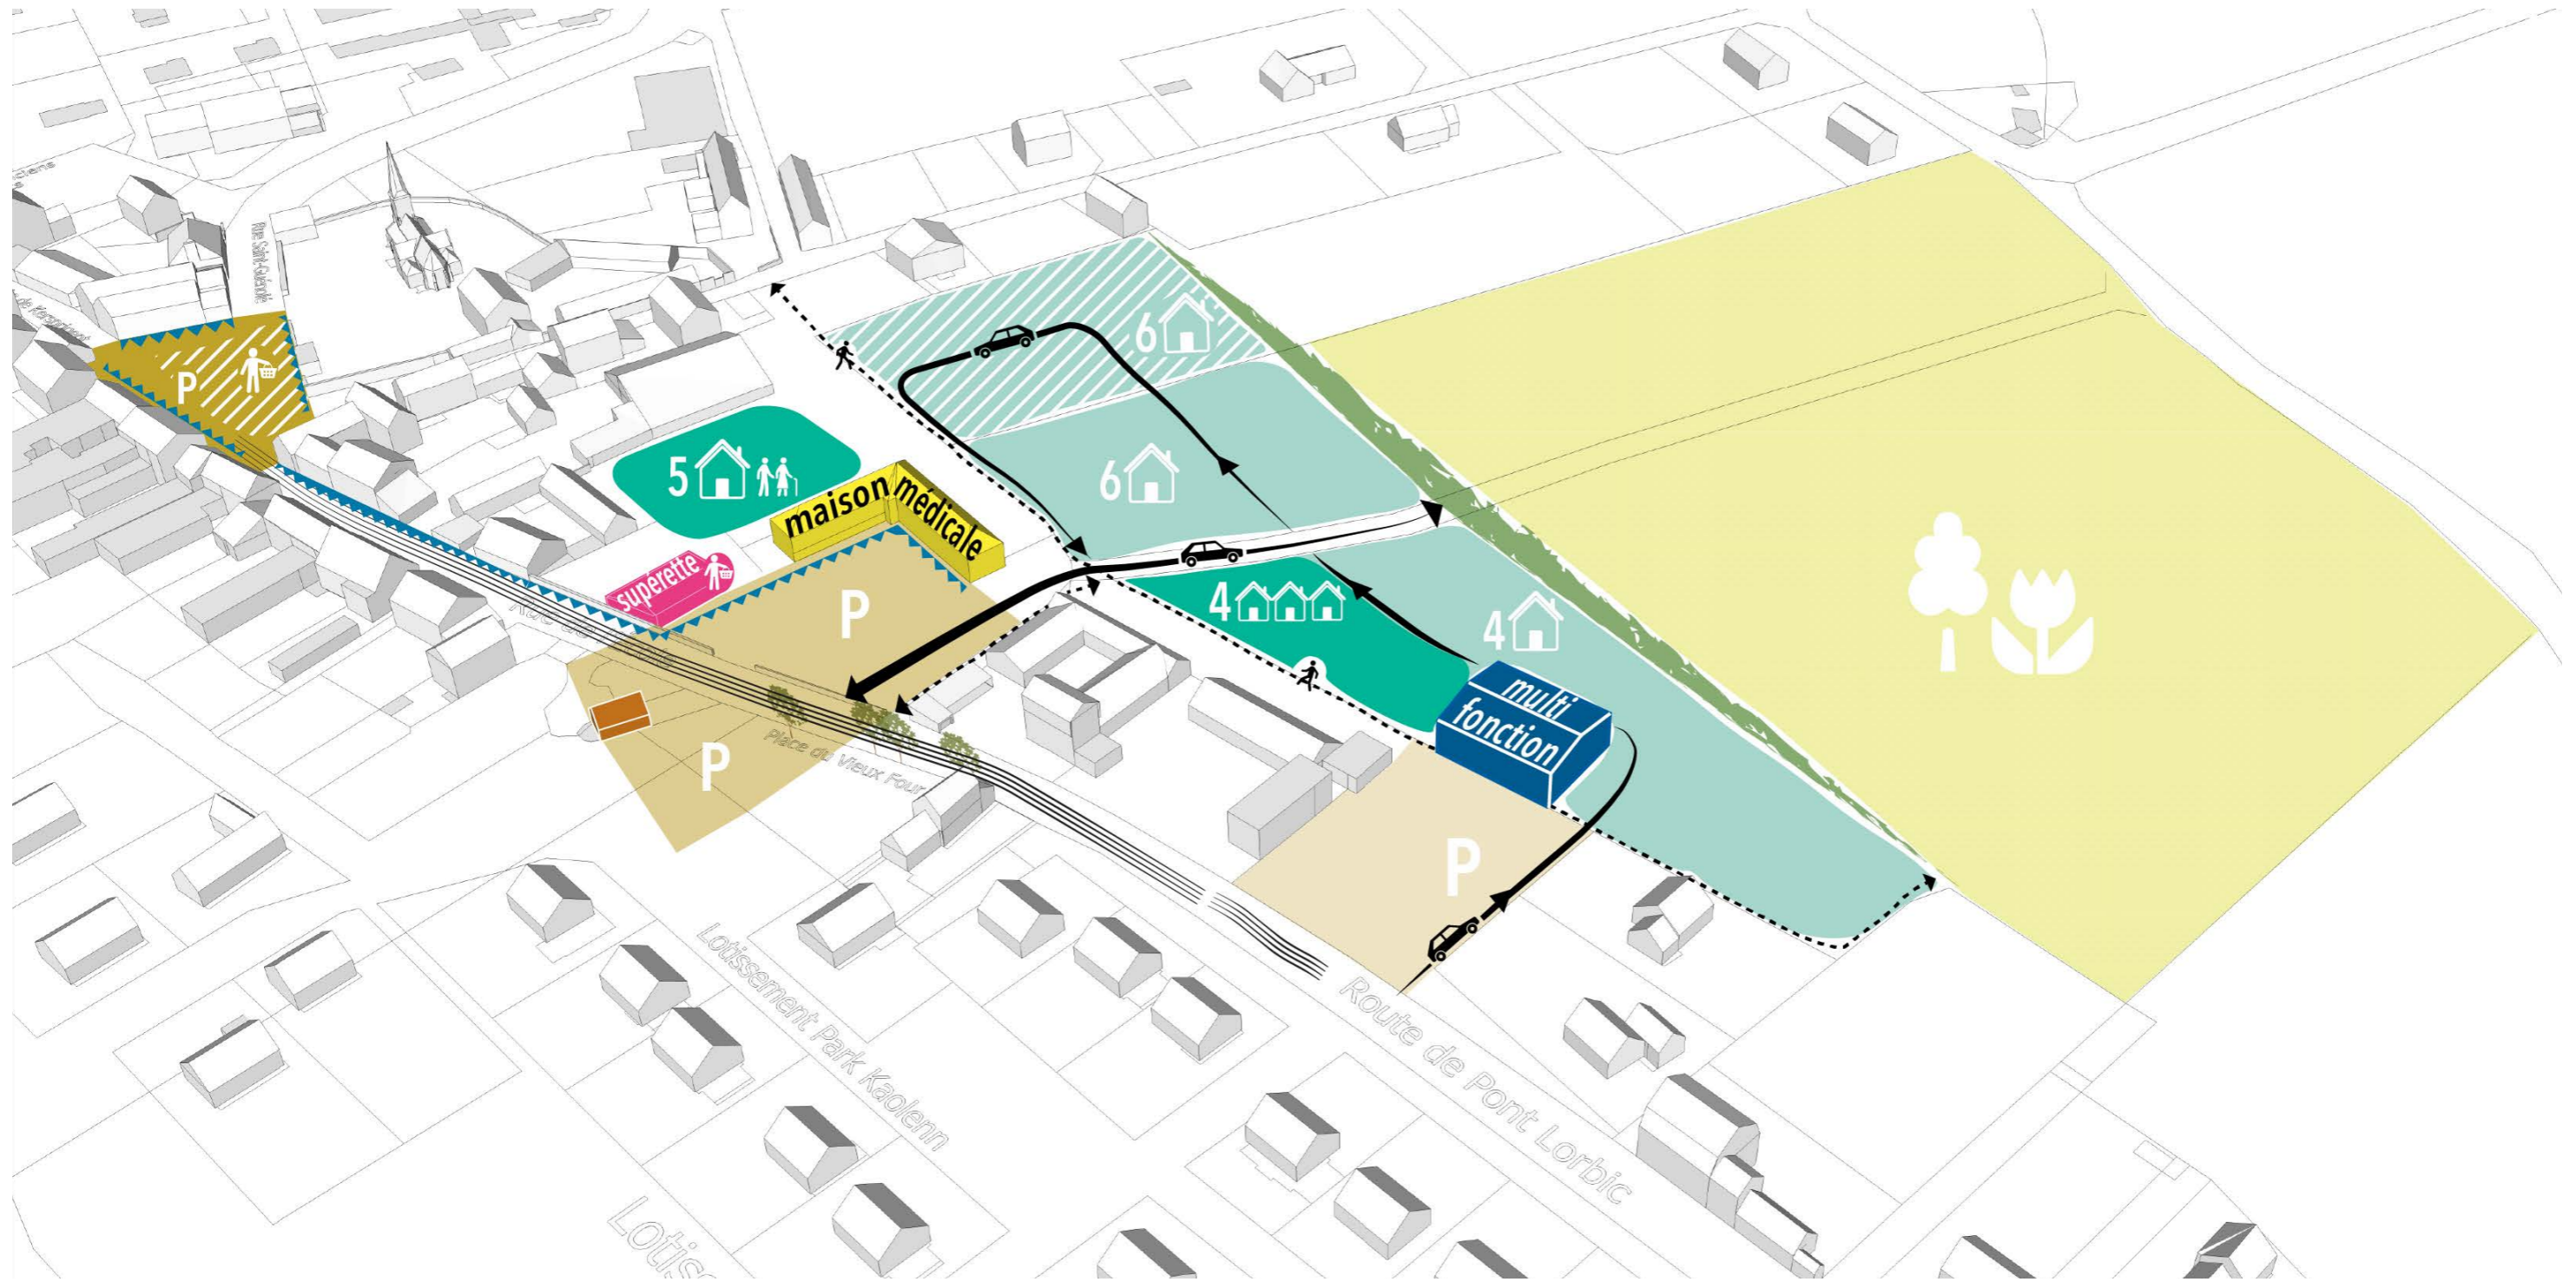 Rue Saint-Guénolé
P
6
5
6
maison médicale
supérette
P
4
4
multi
fonction
P
Place du Vieux Four
P
Lotissement Park Kaolenn
Route de Pont Lorbic